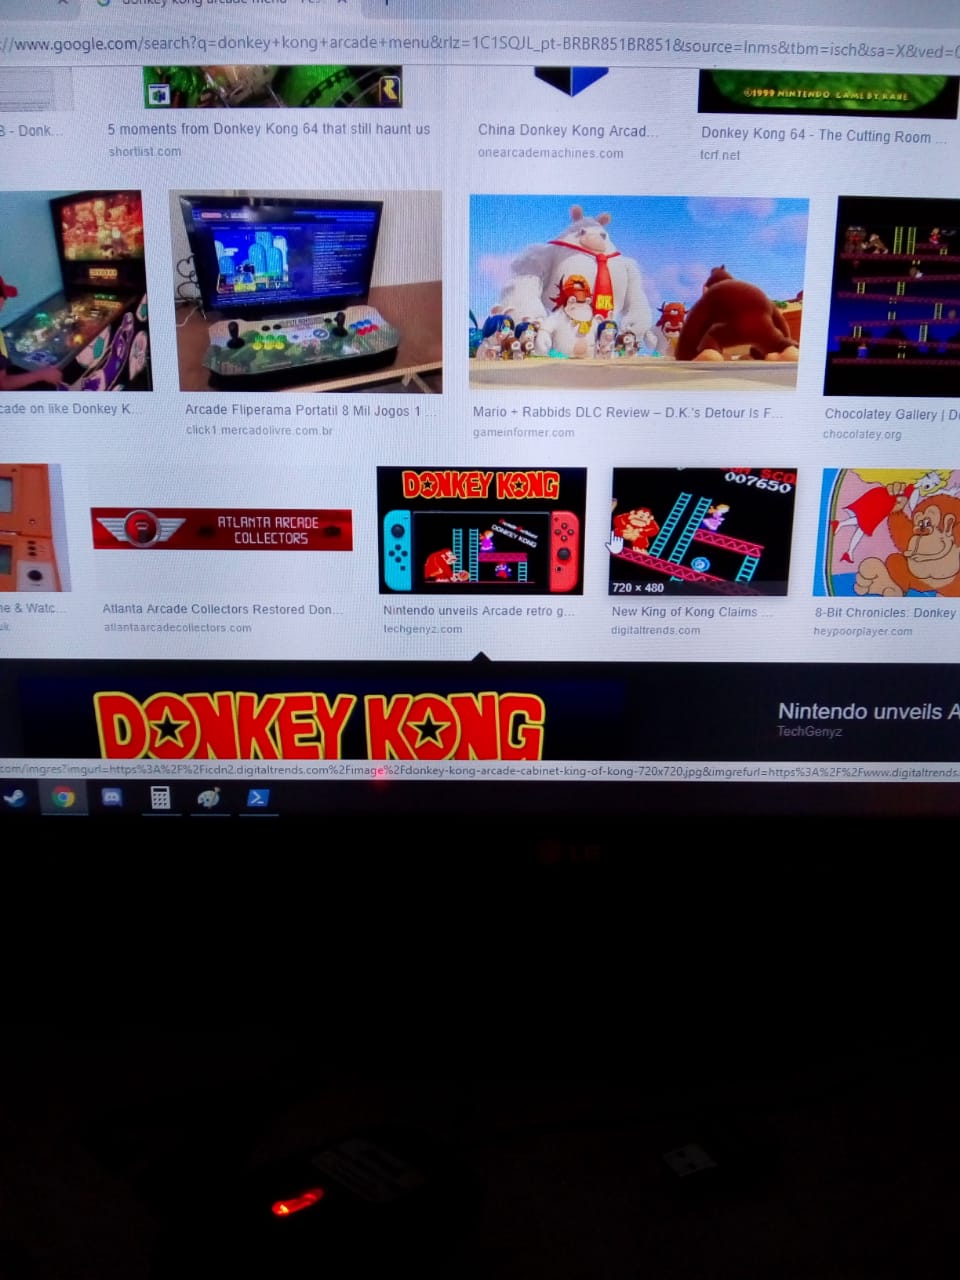 ://www.google.com/search?q=donkey+kong+arcade+menu&rlz=1C1SQJL_pt-BRBR851BR851&source=lnms&tbm=isch&sa=X&ved=
©1999 NINTENDO GAME BY RARE
- Donk...
5 moments from Donkey Kong 64 that still haunt us
shortlist.com
China Donkey Kong Arcad...
onearcademachines.com
Donkey Kong 64 - The Cutting Room ...
tcrf.net
DK
cade on like Donkey K...
Arcade Fliperama Portatil 8 Mil Jogos 1 ...
click1.mercadolivre.com.br
Mario + Rabbids DLC Review – D.K.'s Detour Is F...
gameinformer.com
Chocolatey Gallery | D
chocolatey.org
ATLANTA ARCADE
COLLECTORS
DONKEY KONG
DONKEY KONG
007650
720 × 480
e & Watc...
Atlanta Arcade Collectors Restored Don...
atlantaarcadecollectors.com
Nintendo unveils Arcade retro g...
techgenyz.com
New King of Kong Claims ...
digitaltrends.com
8-Bit Chronicles: Donkey
heypoorplayer.com
DONKEY KONG
Nintendo unveils A
TechGenyz
com/imgres?imgurl=https%3A%2F%2Ficdn2.digitaltrends.com%2Fimage%2Fdonkey-kong-arcade-cabinet-king-of-kong-720x720.jpg&imgrefurl=https%3A%2F%2Fwww.digitaltrends.
LG